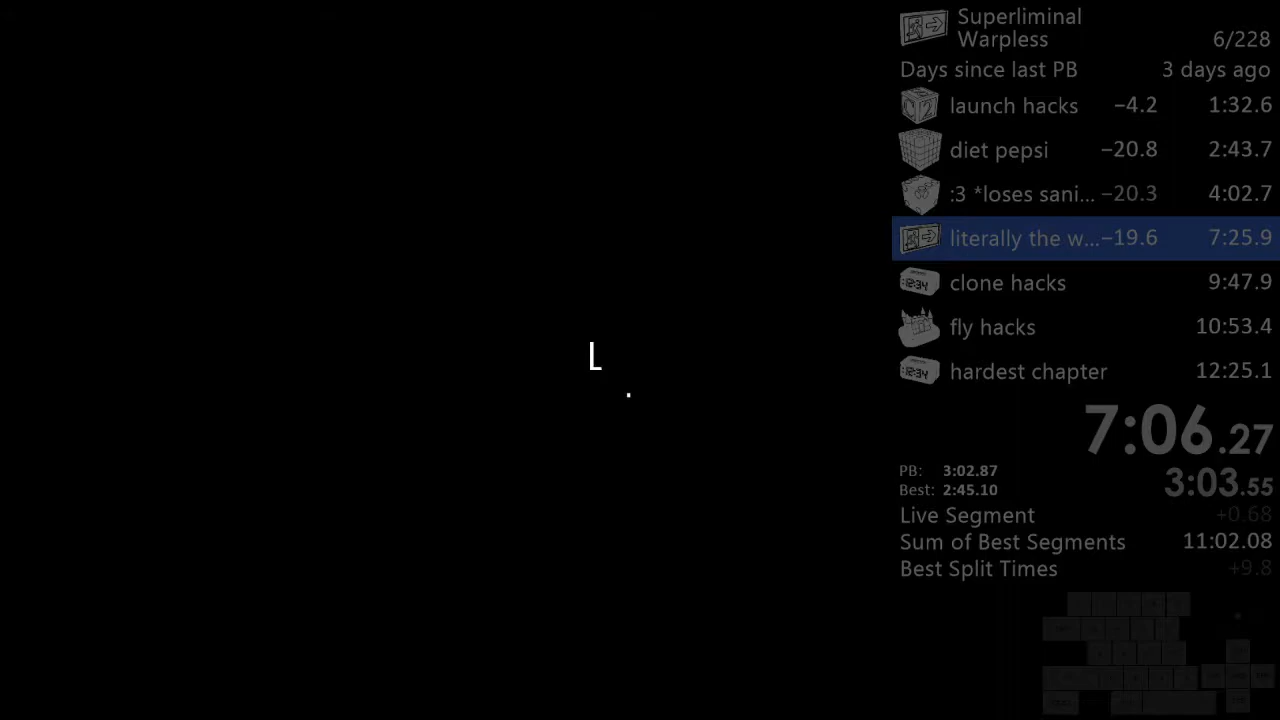 Superliminal
Warpless 6/228
Days since last PB 3 days ago
launch hacks −4.2 1:32.6
diet pepsi −20.8 2:43.7
:3 *loses sani... −20.3 4:02.7
literally the w... −19.6 7:25.9
clone hacks 9:47.9
fly hacks 10:53.4
hardest chapter 12:25.1
7:06.27
PB: 3:02.87
Best: 2:45.10
3:03.55
Live Segment +0.68
Sum of Best Segments 11:02.08
Best Split Times +9.8
L
.